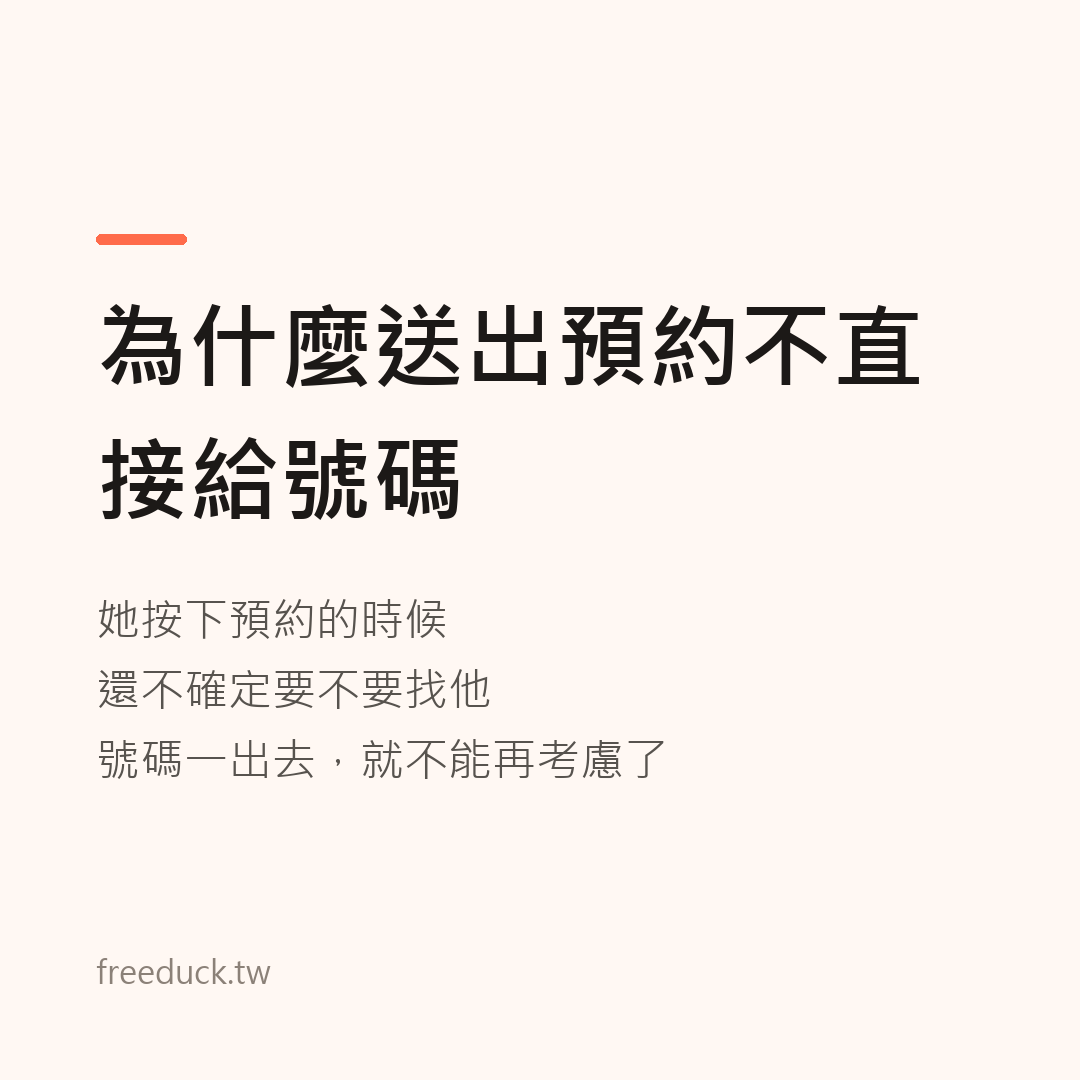 為什麼送出預約不直
接給號碼
她按下預約的時候
還不確定要不要找他
號碼一出去，就不能再考慮了
freeduck.tw